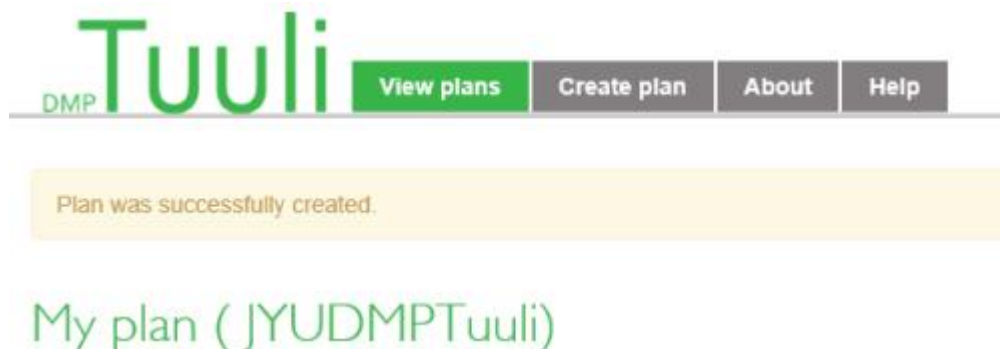 DMP Tuuli View plans Create plan About Help
Plan was successfully created.
My plan ( JYUDMPTuuli)